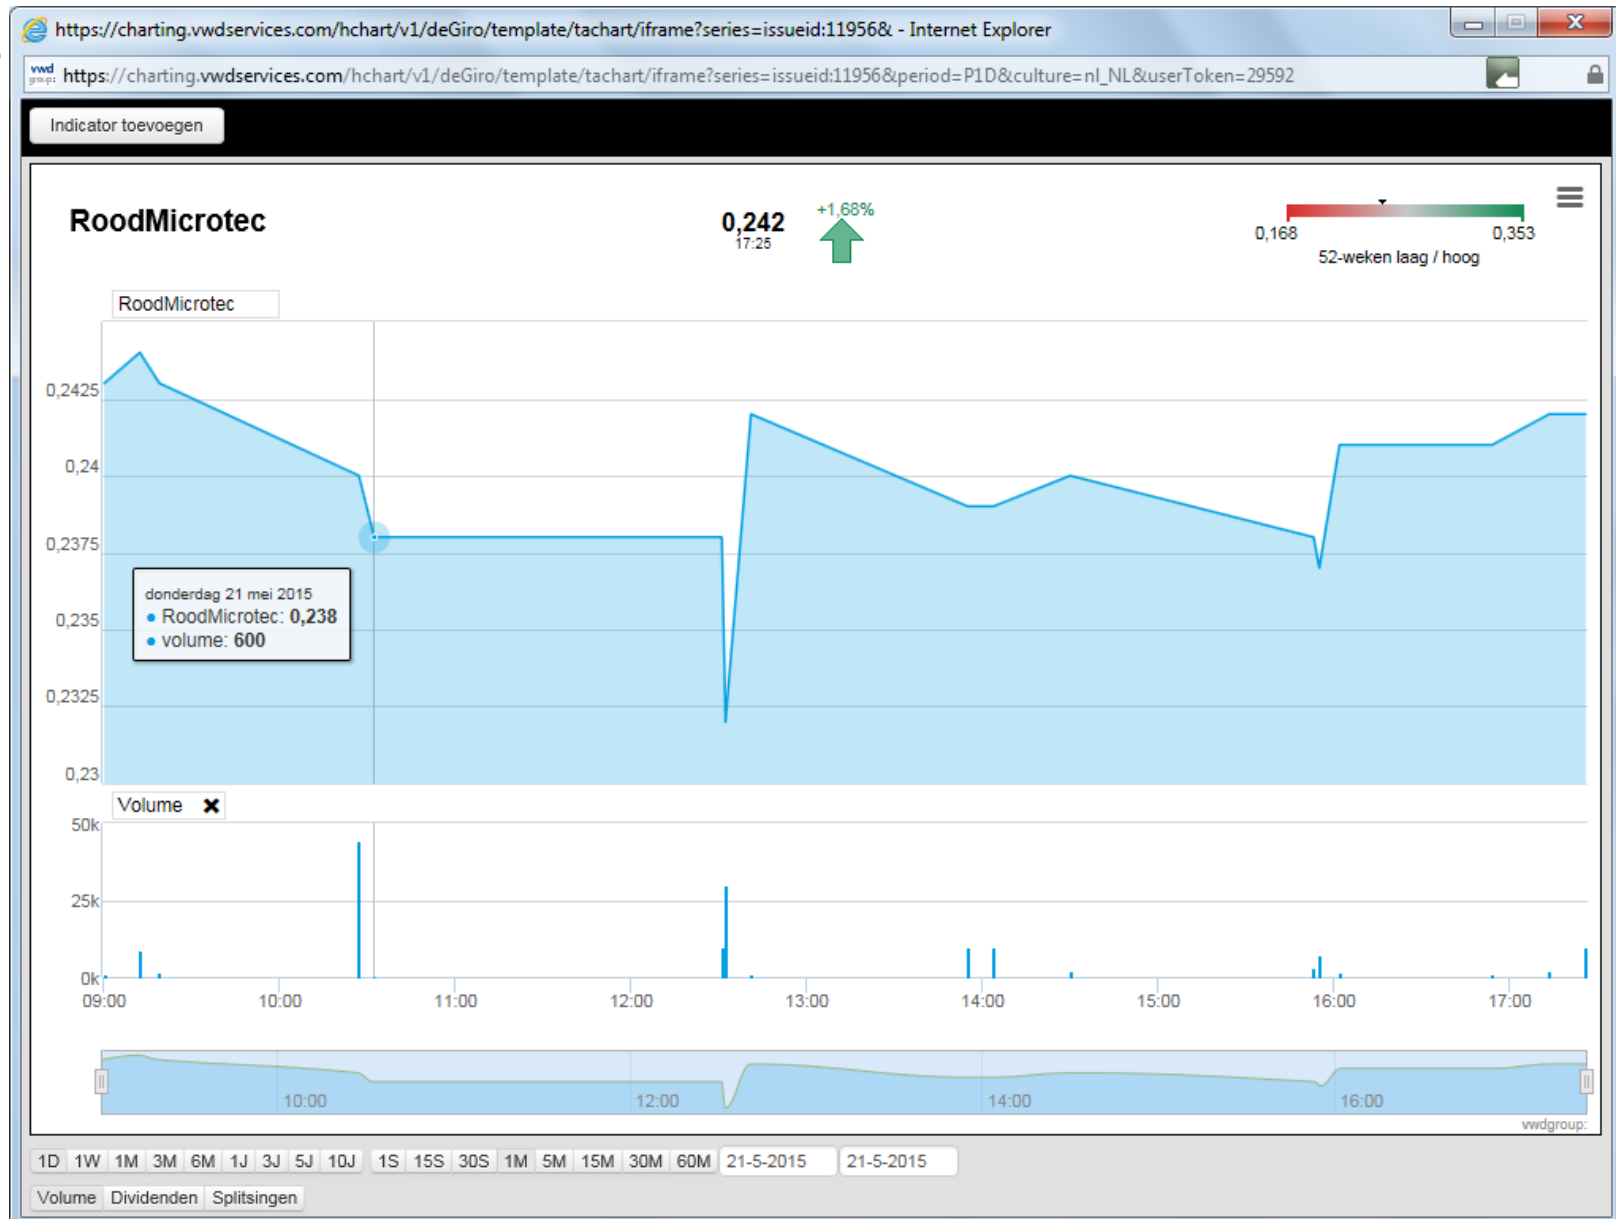 https://charting.vwdservices.com/hchart/v1/deGiro/template/tachart/iframe?series=issueid:11956& - Internet Explorer
vwd group: https://charting.vwdservices.com/hchart/v1/deGiro/template/tachart/iframe?series=issueid:11956&period=P1D&culture=nl_NL&userToken=29592
Indicator toevoegen
RoodMicrotec
0,242
17:25
+1,68%
0,168 0,353
52-weken laag / hoog
RoodMicrotec
0,2425
0,24
0,2375
0,235
0,2325
0,23
donderdag 21 mei 2015
• RoodMicrotec: 0,238
• volume: 600
Volume ✖
50k
25k
0k
09:00 10:00 11:00 12:00 13:00 14:00 15:00 16:00 17:00
10:00 12:00 14:00 16:00
vwdgroup:
1D 1W 1M 3M 6M 1J 3J 5J 10J 1S 15S 30S 1M 5M 15M 30M 60M 21-5-2015 21-5-2015
Volume Dividenden Splitsingen